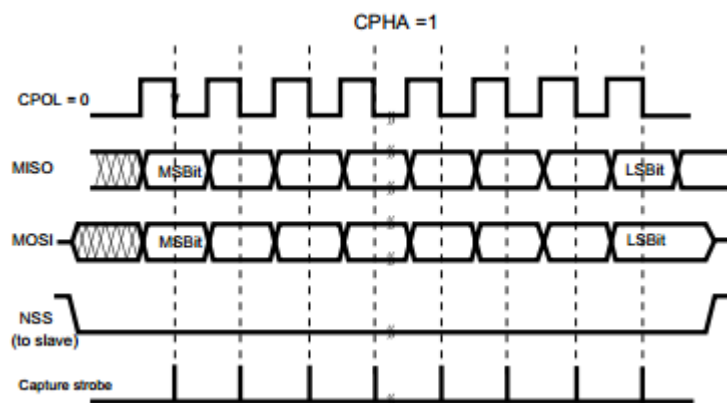 CPHA =1
CPOL = 0
MISO MSBit LSBit
MOSI MSBit LSBit
NSS
(to slave)
Capture strobe